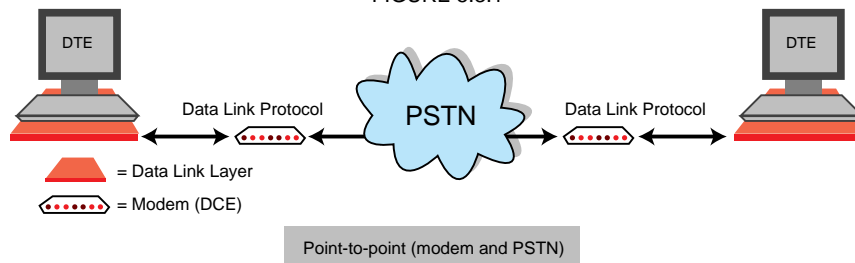 DTE
DTE
Data Link Protocol
PSTN
Data Link Protocol
= Data Link Layer
= Modem (DCE)
Point-to-point (modem and PSTN)